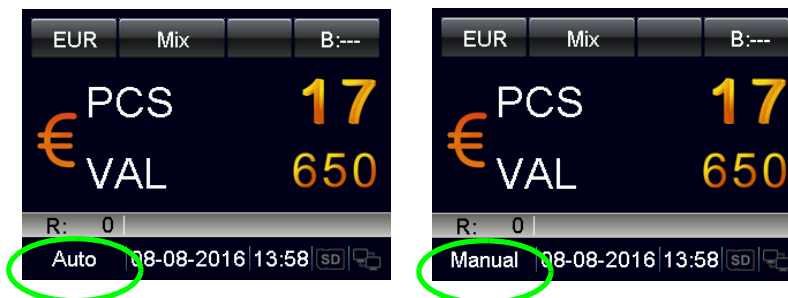 EUR Mix B:---
PCS 17
€
VAL 650
R: 0
Auto 08-08-2016 13:58 SD
EUR Mix B:---
PCS 17
€
VAL 650
R: 0
Manual 08-08-2016 13:58 SD